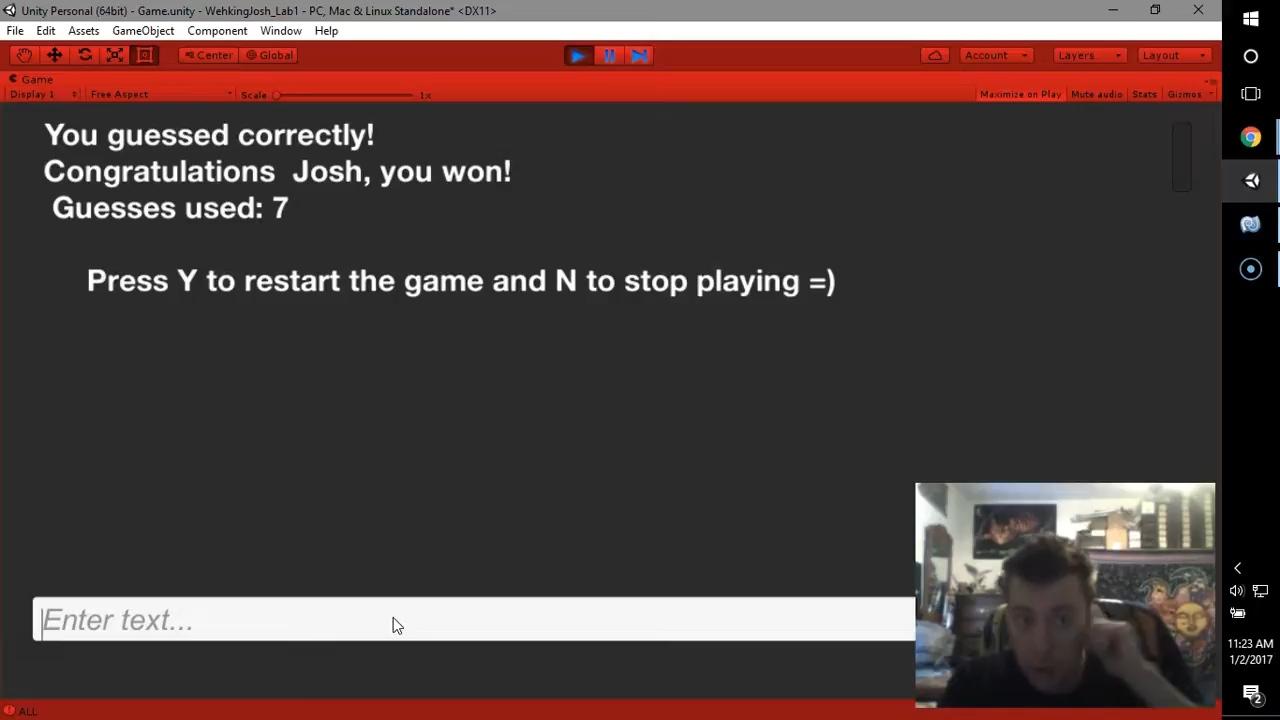 Unity Personal (64bit) - Game.unity - WehkingJosh_Lab1 - PC, Mac & Linux Standalone* <DX11>
File Edit Assets GameObject Component Window Help
Center Global Account Layers Layout
Game
Display 1 Free Aspect Scale 1x Maximize on Play Mute audio Stats Gizmos
You guessed correctly!
Congratulations Josh, you won!
Guesses used: 7
Press Y to restart the game and N to stop playing =)
Enter text...
ALL
11:23 AM
1/2/2017
2